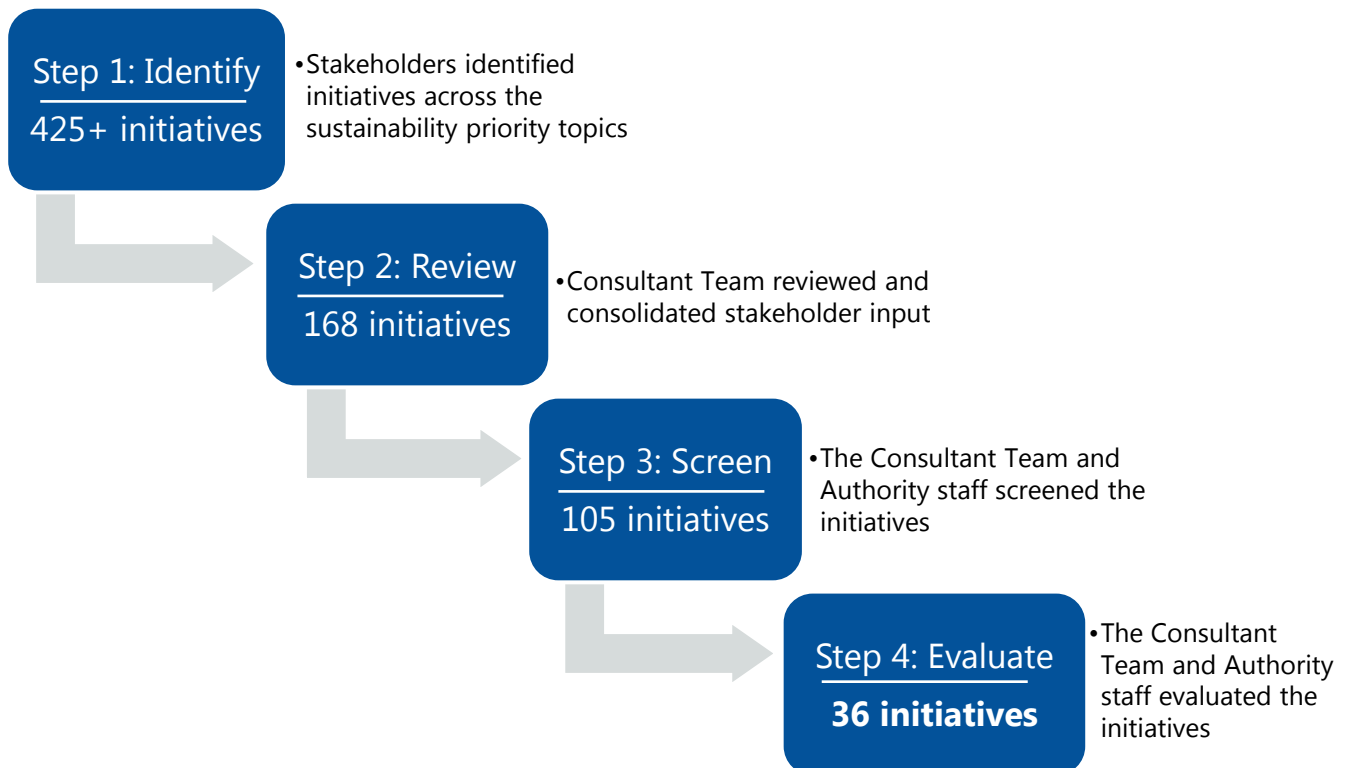 Step 1: Identify
425+ initiatives
•Stakeholders identified
initiatives across the
sustainability priority topics
Step 2: Review
168 initiatives
•Consultant Team reviewed and
consolidated stakeholder input
Step 3: Screen
105 initiatives
•The Consultant Team and
Authority staff screened the
initiatives
Step 4: Evaluate
36 initiatives
•The Consultant
Team and Authority
staff evaluated the
initiatives